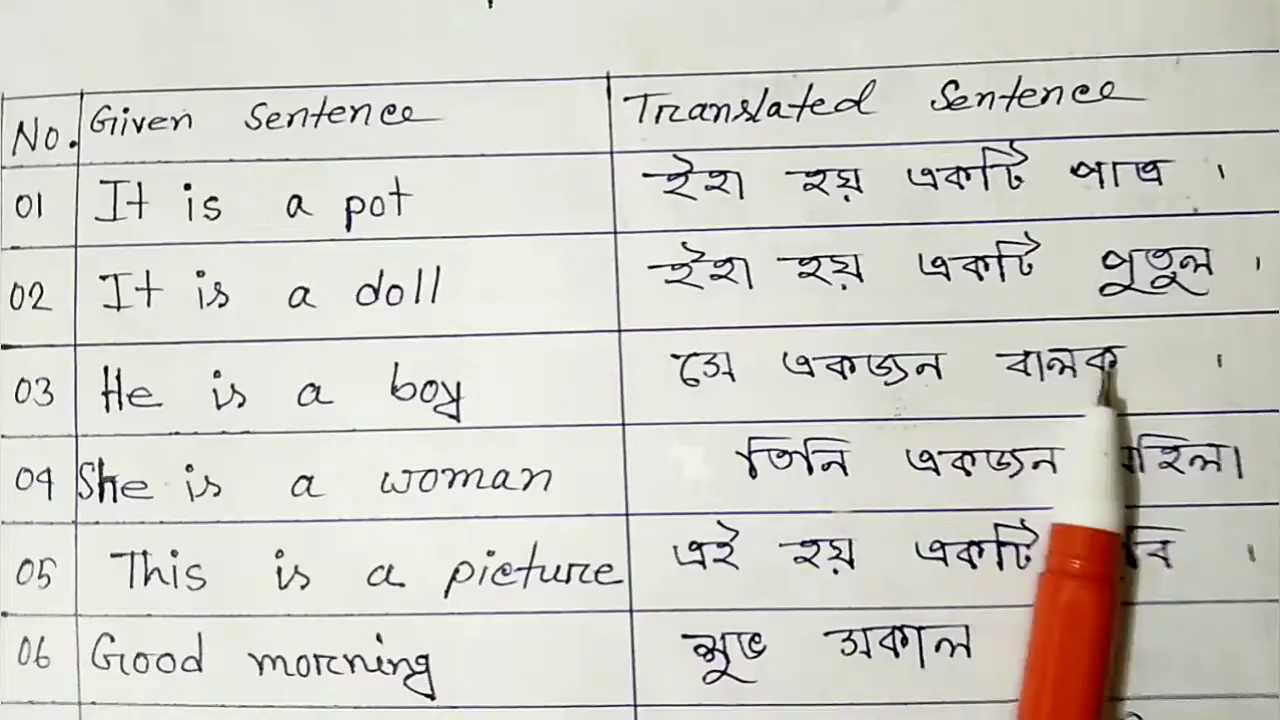 No. Given Sentence Translated Sentence
01 It is a pot ইহা হয় একটি পাত্র ।
02 It is a doll ইহা হয় একটি পুতুল ।
03 He is a boy সে একজন বালক ।
04 She is a woman তিনি একজন ।
05 This is a picture এই হয় একটি ।
06 Good morning শুভ সকাল